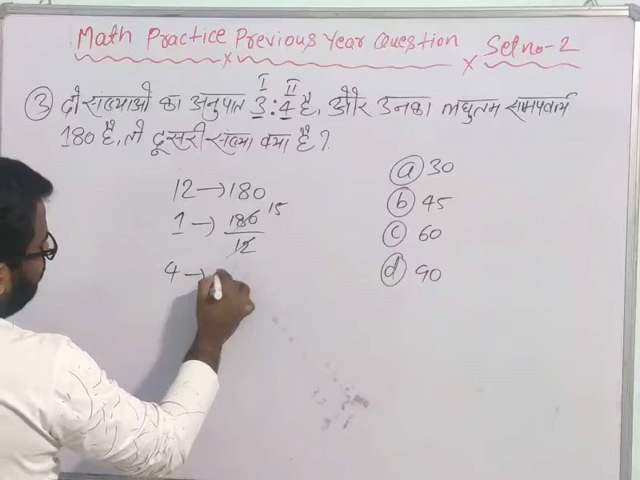 Math Practice Previous Year Question Set no-2
I II
③ दो संख्याओ का अनुपात 3:4 है, और उनका लघुतम समापवर्त्य
180 है, तो दूसरी संख्या क्या है?
12 → 180
1 → 180/12 15
4 →
ⓐ 30
ⓑ 45
ⓒ 60
ⓓ 90